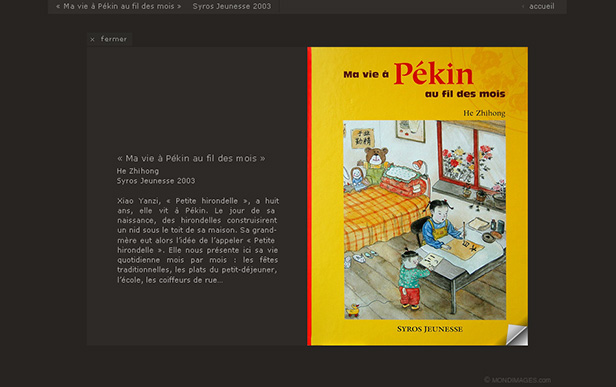 « Ma vie à Pékin au fil des mois » Syros Jeunesse 2003
accueil
× fermer
Ma vie à Pékin
au fil des mois
He Zhihong
SYROS JEUNESSE
« Ma vie à Pékin au fil des mois »
He Zhihong
Syros Jeunesse 2003
Xiao Yanzi, « Petite hirondelle », a huit
ans, elle vit à Pékin. Le jour de sa
naissance, des hirondelles construisirent
un nid sous le toit de sa maison. Sa grand-
mère eut alors l'idée de l'appeler « Petite
hirondelle ». Elle nous présente ici sa vie
quotidienne mois par mois : les fêtes
traditionnelles, les plats du petit-déjeuner,
l'école, les coiffeurs de rue...
© MONDIMAGES.com